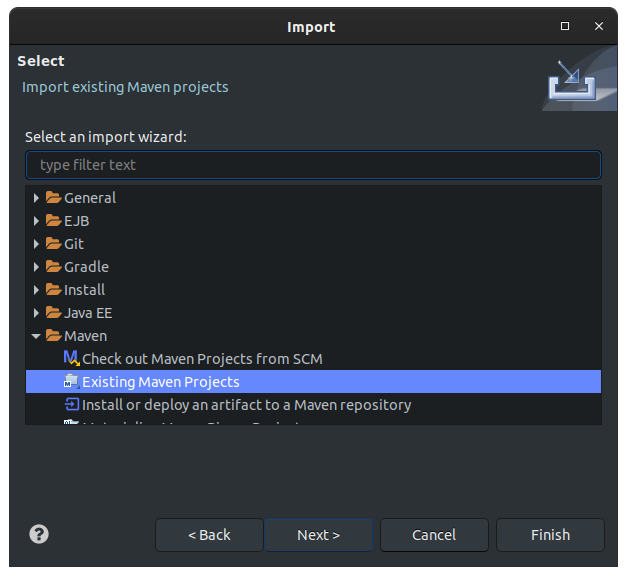 Import
Select
Import existing Maven projects
Select an import wizard:
type filter text
General
EJB
Git
Gradle
Install
Java EE
Maven
Check out Maven Projects from SCM
Existing Maven Projects
Install or deploy an artifact to a Maven repository
< Back
Next >
Cancel
Finish